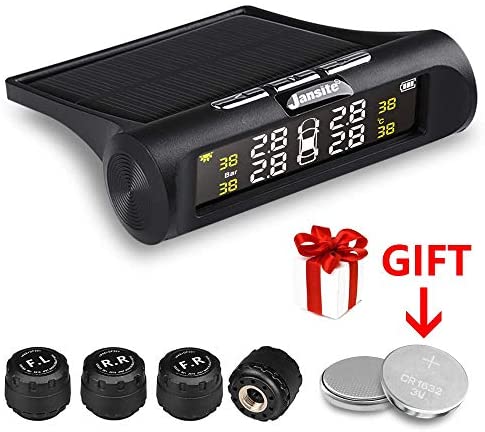 Jansite
38 2.8 2.8 38
Bar °C
38 2.8 2.8 38
GIFT
F.L R.R F.R
+
CR1632
3V